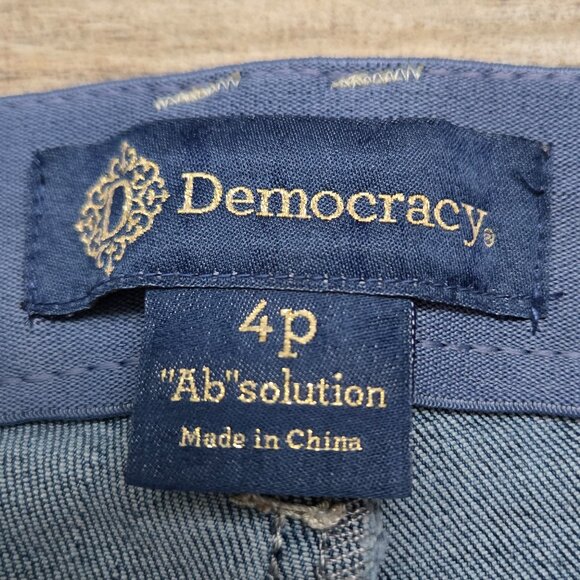 D
Democracy®
4p
"Ab"solution
Made in China